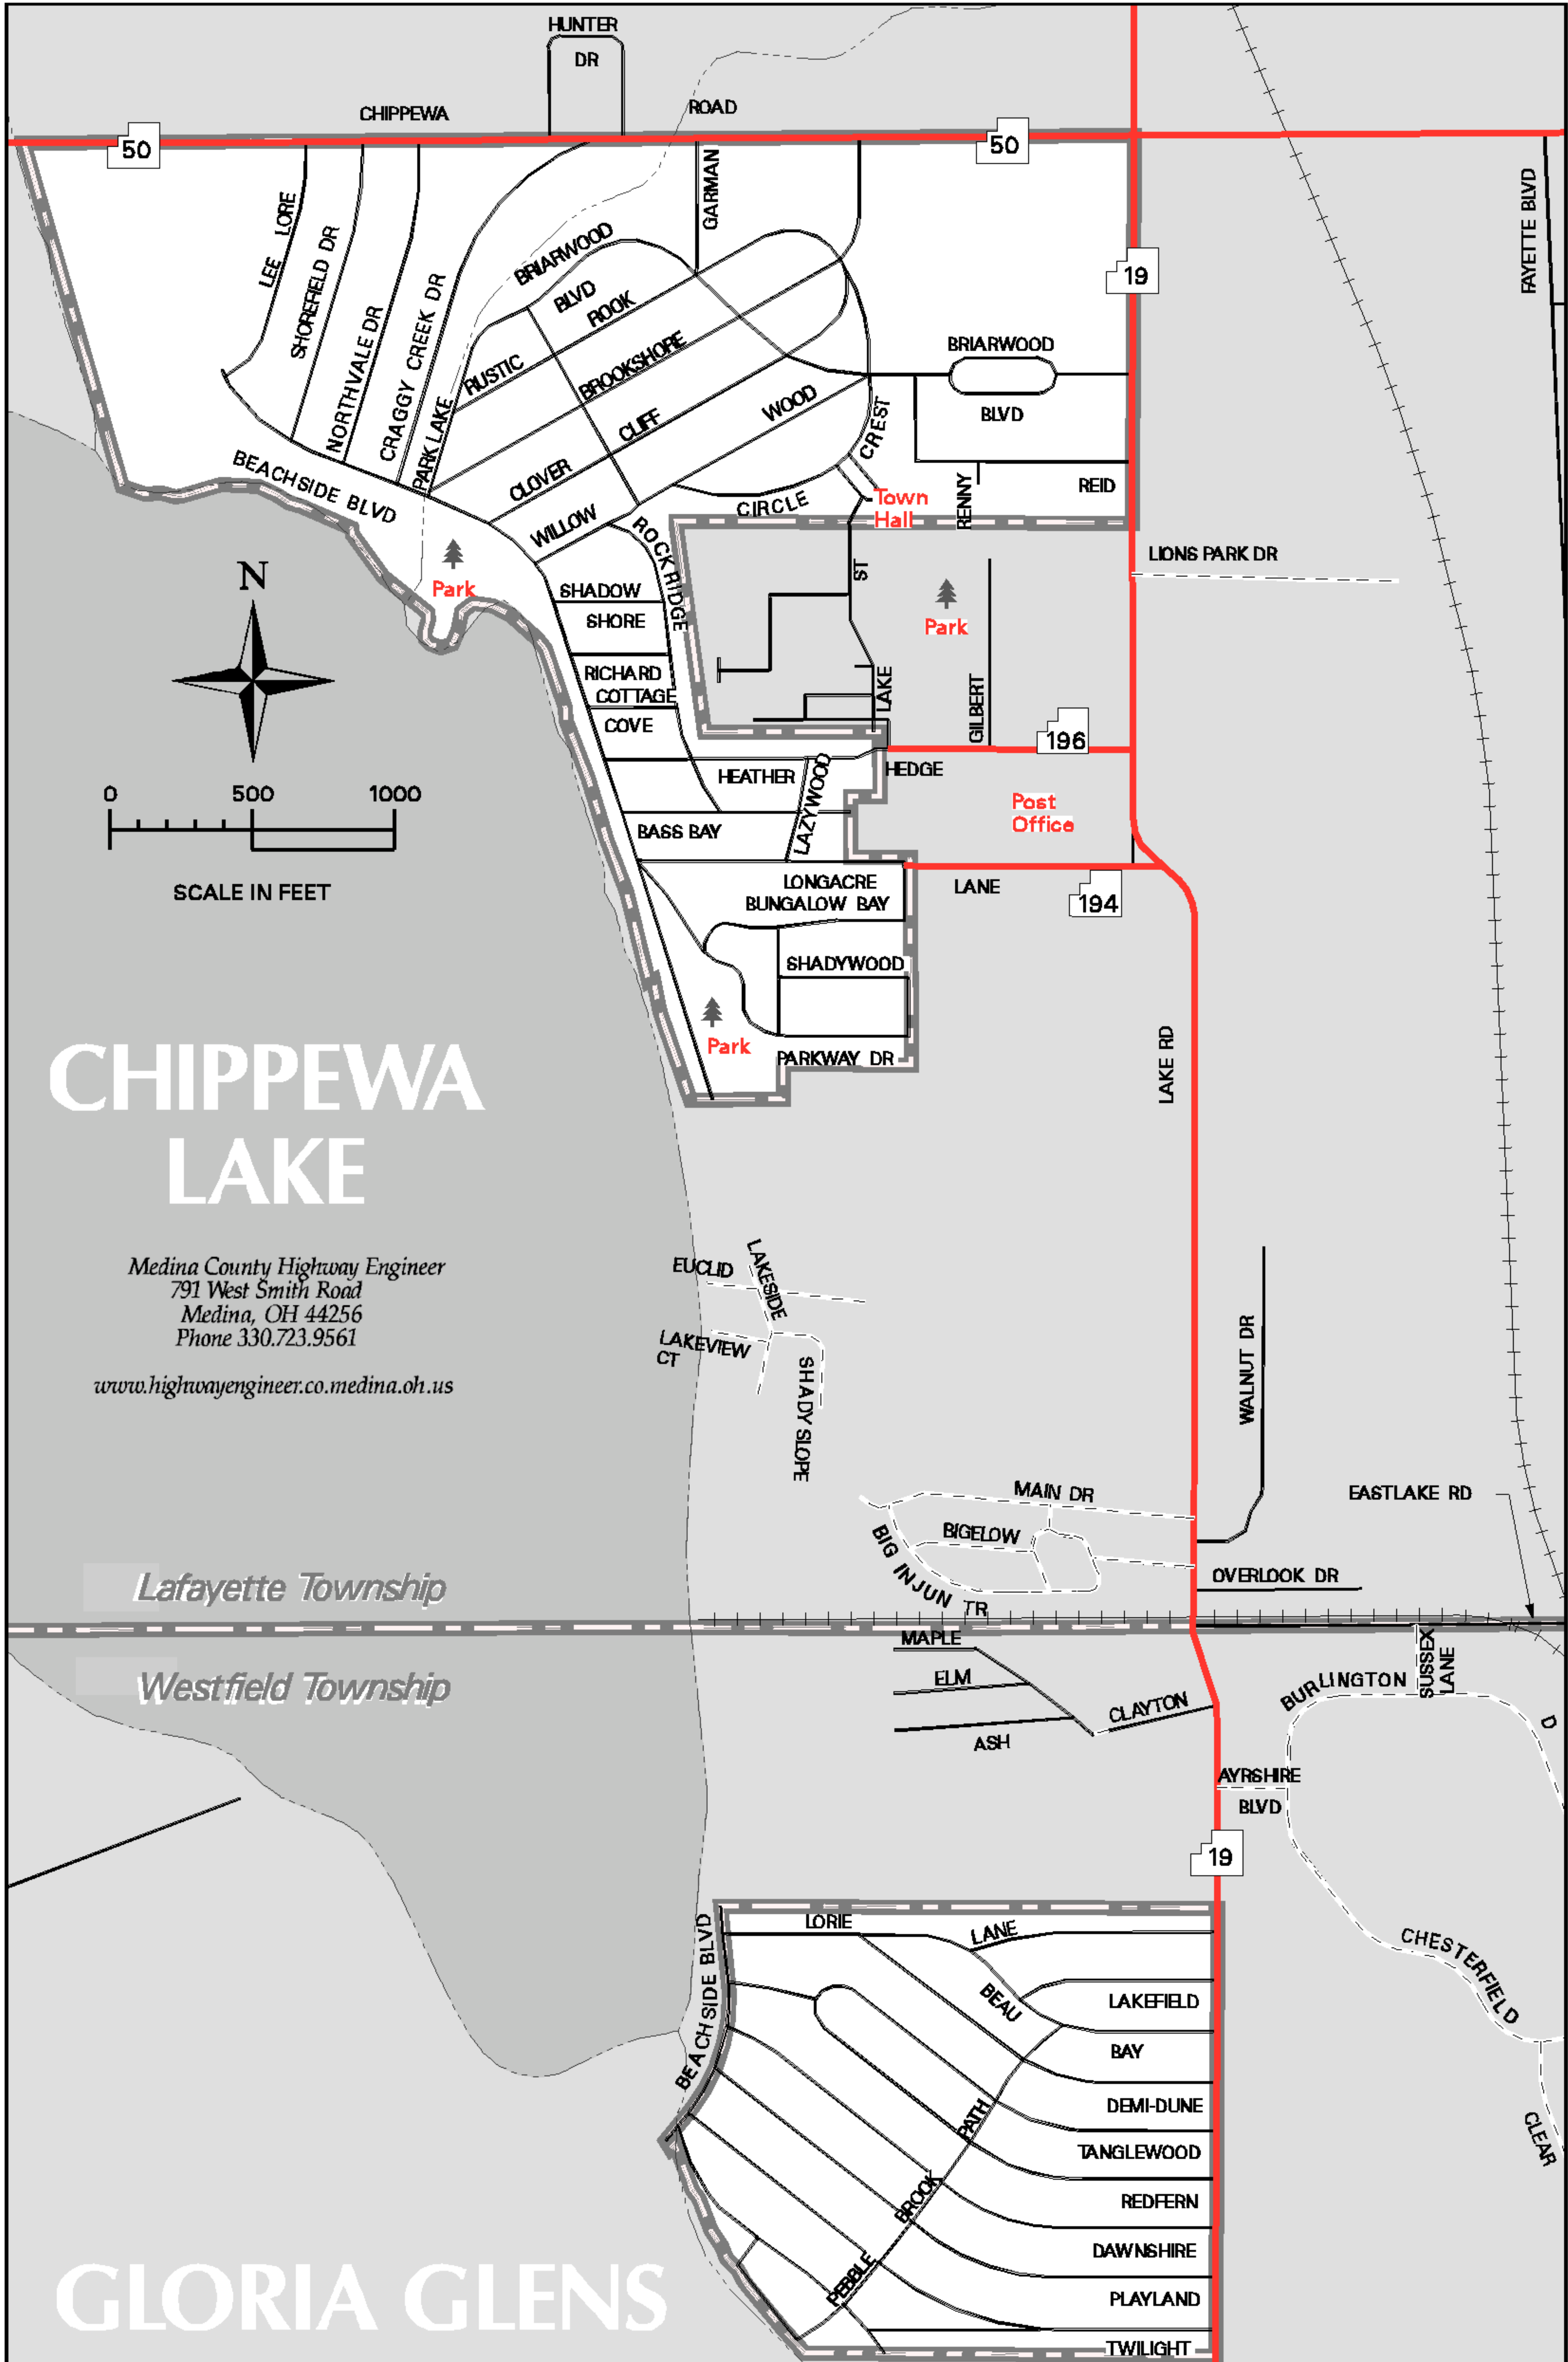 HUNTER
DR
CHIPPEWA
ROAD
50
50
GARMAN
FAYETTE BLVD
LEE LORE
SHOREFIELD DR
NORTHVALE DR
CRAGGY CREEK DR
PARK LAKE
BRIARWOOD
BLVD
19
RUSTIC
ROOK
BROOKSHORE
CLOVER
CLIFF
WILLOW
WOOD
BRIARWOOD
BLVD
CREST
CIRCLE
Town
Hall
RENNY
REID
BEACHSIDE BLVD
ROCKRIDGE
LIONS PARK DR
N
Park
SHADOW
SHORE
ST
Park
RICHARD
COTTAGE
COVE
LAKE
GILBERT
196
HEATHER
LAZYWOOD
HEDGE
0
500
1000
SCALE IN FEET
Post
Office
BASS BAY
LONGACRE
LANE
194
BUNGALOW BAY
SHADYWOOD
Park
PARKWAY DR
LAKE RD
CHIPPEWA
LAKE
Medina County Highway Engineer
791 West Smith Road
Medina, OH 44256
Phone 330.723.9561
www.highwayengineer.co.medina.oh.us
EUCLID
LAKESIDE
LAKEVIEW
CT
SHADY SLOPE
WALNUT DR
MAIN DR
EASTLAKE RD
BIGELOW
BIG INJUN TR
OVERLOOK DR
Lafayette Township
Westfield Township
MAPLE
ELM
ASH
CLAYTON
SUSSEX
LANE
BURLINGTON
D
AYRSHIRE
BLVD
19
CHESTERFIELD
CLEAR
BEACHSIDE BLVD
LORIE
LANE
BEAU
LAKEFIELD
BAY
DEMI-DUNE
PATH
TANGLEWOOD
BROOK
REDFERN
DAWNSHIRE
PEBBLE
PLAYLAND
TWILIGHT
GLORIA GLENS